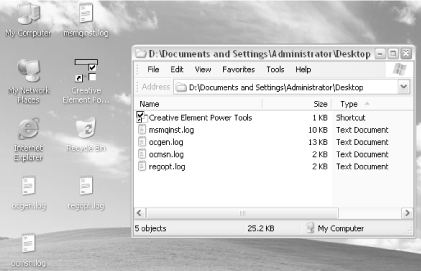 My Computer
msmqinst.log
My Network
Places
Creative
Element Po...
Internet
Explorer
Recycle Bin
ocgen.log
regopt.log
ocmsn.log
D:\Documents and Settings\Administrator\Desktop
File Edit View Favorites Tools Help
Address D:\Documents and Settings\Administrator\Desktop
Name Size Type
Creative Element Power Tools 1 KB Shortcut
msmqinst.log 10 KB Text Document
ocgen.log 13 KB Text Document
ocmsn.log 2 KB Text Document
regopt.log 2 KB Text Document
5 objects 25.2 KB My Computer